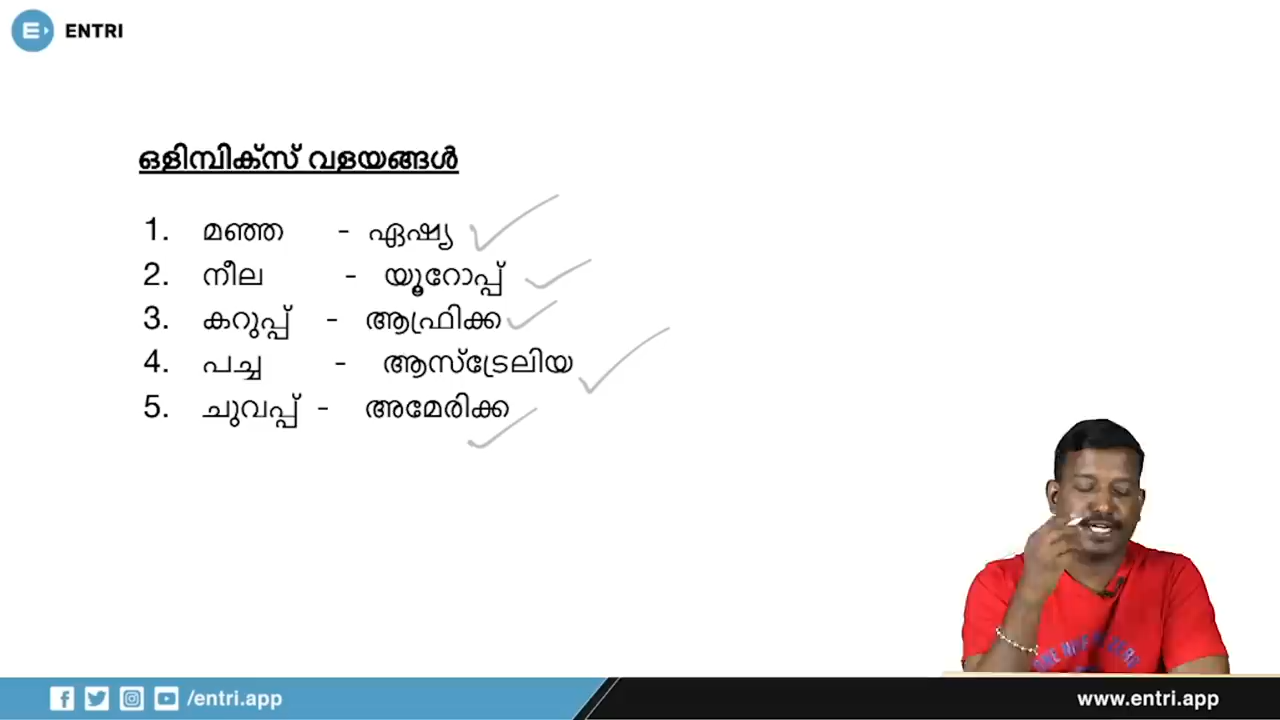 ENTRI
ഒളിമ്പിക്സ് വളയങ്ങൾ
1. മഞ്ഞ - ഏഷ്യ
2. നീല - യൂറോപ്പ്
3. കറുപ്പ് - ആഫ്രിക്ക
4. പച്ച - ആസ്ട്രേലിയ
5. ചുവപ്പ് - അമേരിക്ക
/entri.app
www.entri.app